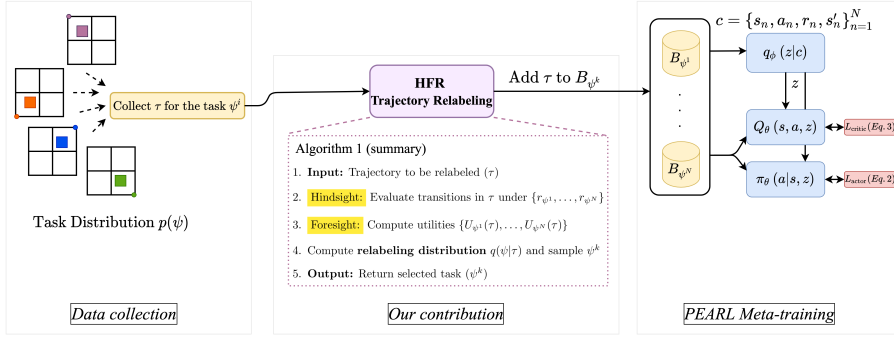 Collect τ for the task ψ^i
Task Distribution p(ψ)
Data collection
HFR
Trajectory Relabeling
Add τ to B_{ψ^k}
Algorithm 1 (summary)
1. Input: Trajectory to be relabeled (τ)
2. Hindsight: Evaluate transitions in τ under {r_{ψ^1}, . . . , r_{ψ^N}}
3. Foresight: Compute utilities {U_{ψ^1}(τ), . . . , U_{ψ^N}(τ)}
4. Compute relabeling distribution q(ψ|τ) and sample ψ^k
5. Output: Return selected task (ψ^k)
Our contribution
c = {s_n, a_n, r_n, s'_n}^N_{n=1}
B_{ψ^1}
.
.
.
B_{ψ^N}
q_ϕ (z|c)
z
Q_θ (s, a, z)
L_critic(Eq. 3)
π_θ (a|s, z)
L_actor(Eq. 2)
PEARL Meta-training